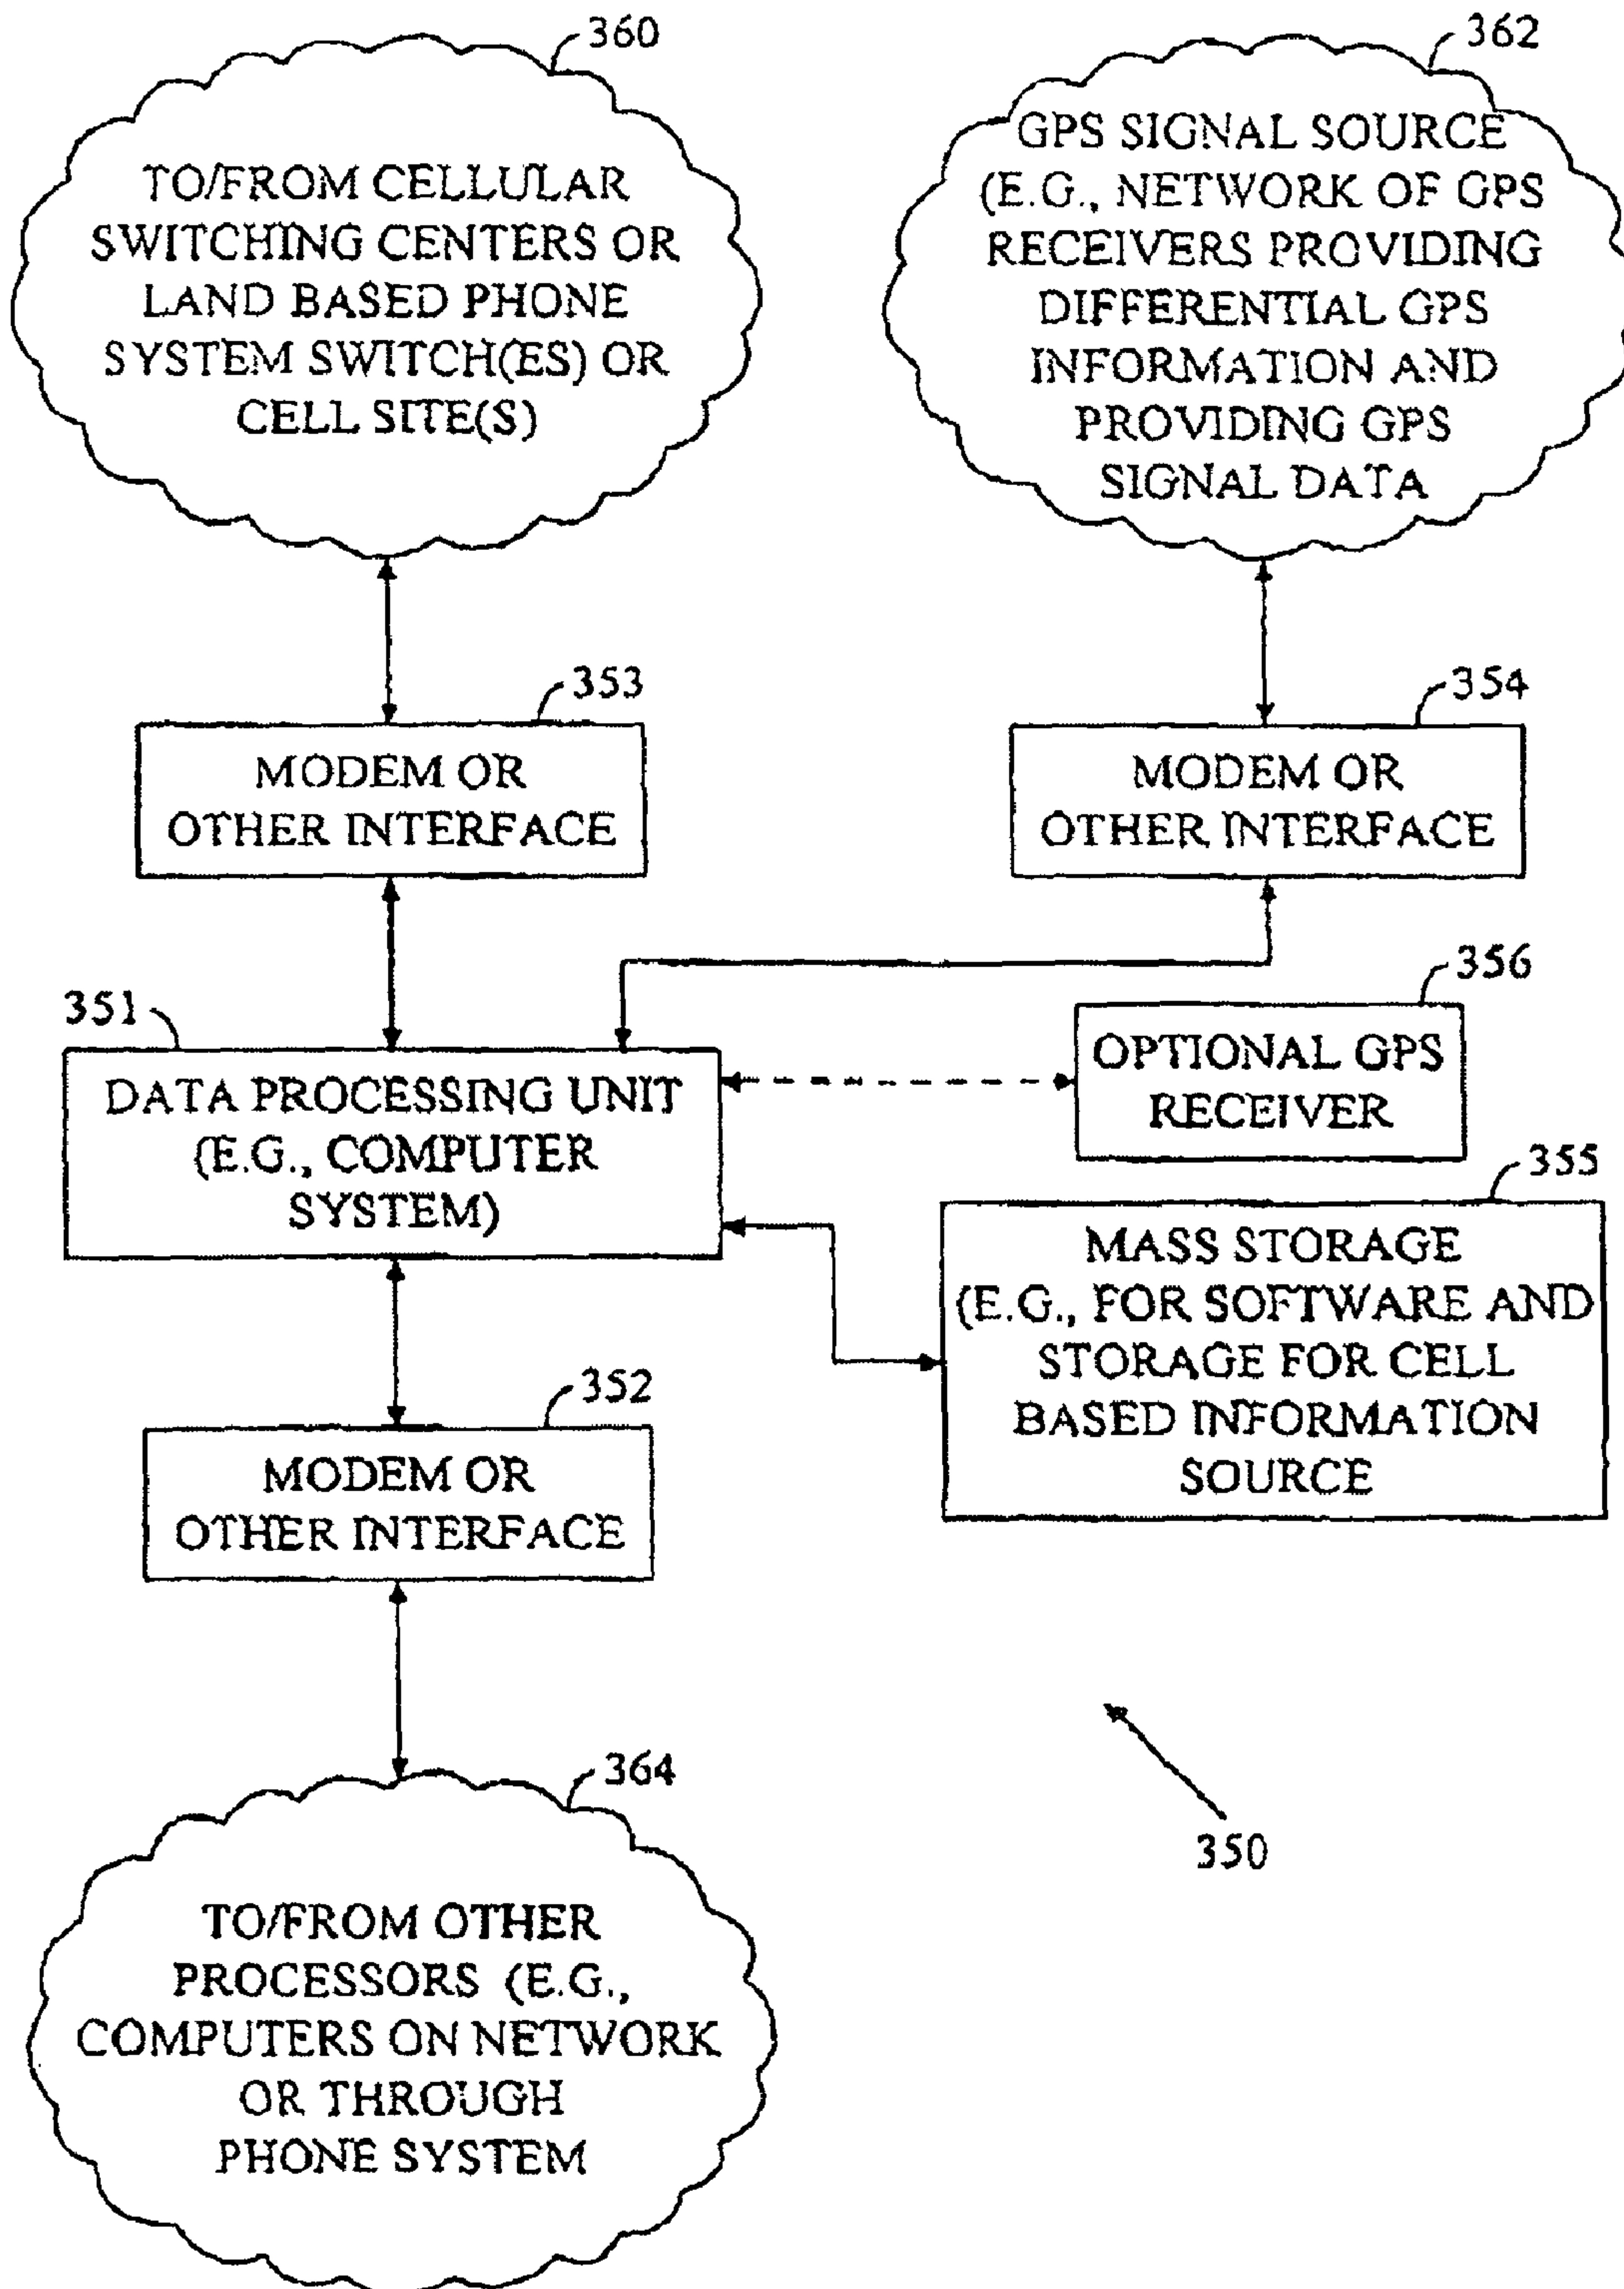 360
TO/FROM CELLULAR
SWITCHING CENTERS OR
LAND BASED PHONE
SYSTEM SWITCH(ES) OR
CELL SITE(S)
362
GPS SIGNAL SOURCE
(E.G., NETWORK OF GPS
RECEIVERS PROVIDING
DIFFERENTIAL GPS
INFORMATION AND
PROVIDING GPS
SIGNAL DATA
353
MODEM OR
OTHER INTERFACE
354
MODEM OR
OTHER INTERFACE
351
DATA PROCESSING UNIT
(E.G., COMPUTER
SYSTEM)
356
OPTIONAL GPS
RECEIVER
355
MASS STORAGE
(E.G., FOR SOFTWARE AND
STORAGE FOR CELL
BASED INFORMATION
SOURCE
352
MODEM OR
OTHER INTERFACE
364
TO/FROM OTHER
PROCESSORS (E.G.,
COMPUTERS ON NETWORK
OR THROUGH
PHONE SYSTEM
350